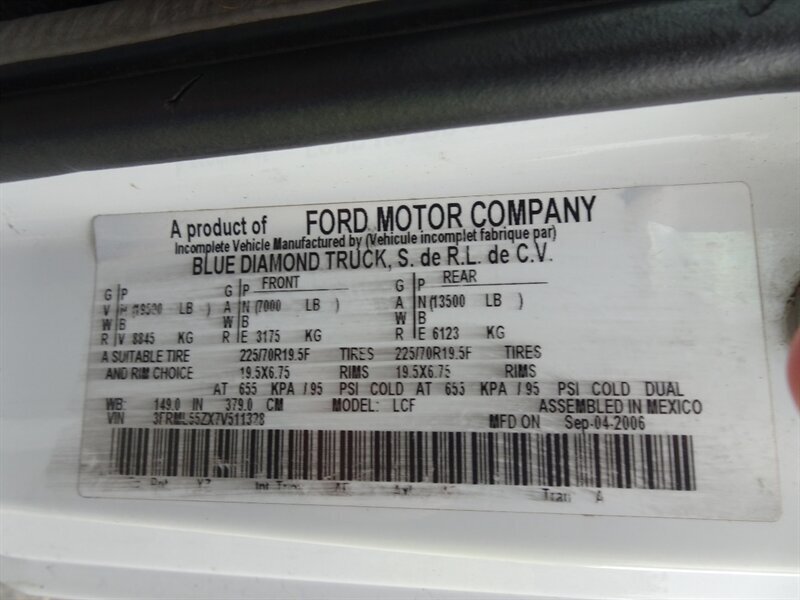 A product of FORD MOTOR COMPANY
Incomplete Vehicle Manufactured by (Vehicule incomplet fabrique par)
BLUE DIAMOND TRUCK, S. de R.L. de C.V.
FRONT REAR
G P G P G P
V N (19500 LB ) A N (7000 LB ) A N (13500 LB )
W B W B W B
R V 8845 KG R E 3175 KG R E 6123 KG
A SUITABLE TIRE 225/70R19.5F TIRES 225/70R19.5F TIRES
AND RIM CHOICE 19.5X6.75 RIMS 19.5X6.75 RIMS
AT 655 KPA / 95 PSI COLD AT 655 KPA / 95 PSI COLD DUAL
WB: 149.0 IN 379.0 CM MODEL: LCF ASSEMBLED IN MEXICO
VIN 3FRML55ZX7V511328 MFD ON Sep-04-2006
Int Trim AF Tran A